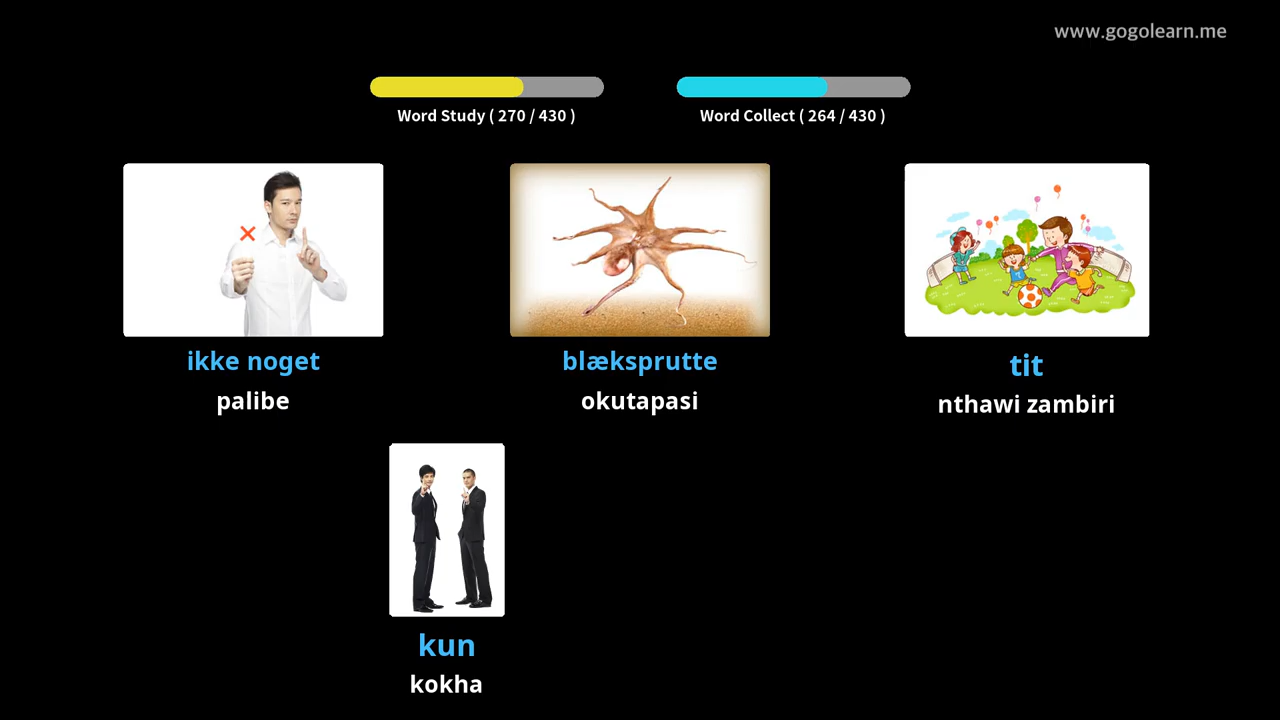 www.gogolearn.me
Word Study ( 270 / 430 )
Word Collect ( 264 / 430 )
ikke noget
palibe
blæksprutte
okutapasi
tit
nthawi zambiri
kun
kokha